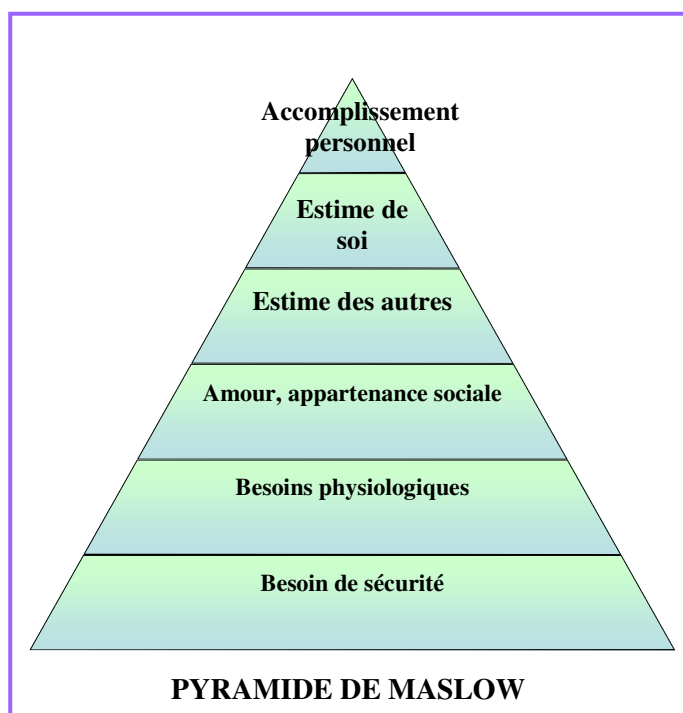 Accomplissement
personnel
Estime de
soi
Estime des autres
Amour, appartenance sociale
Besoins physiologiques
Besoin de sécurité
PYRAMIDE DE MASLOW